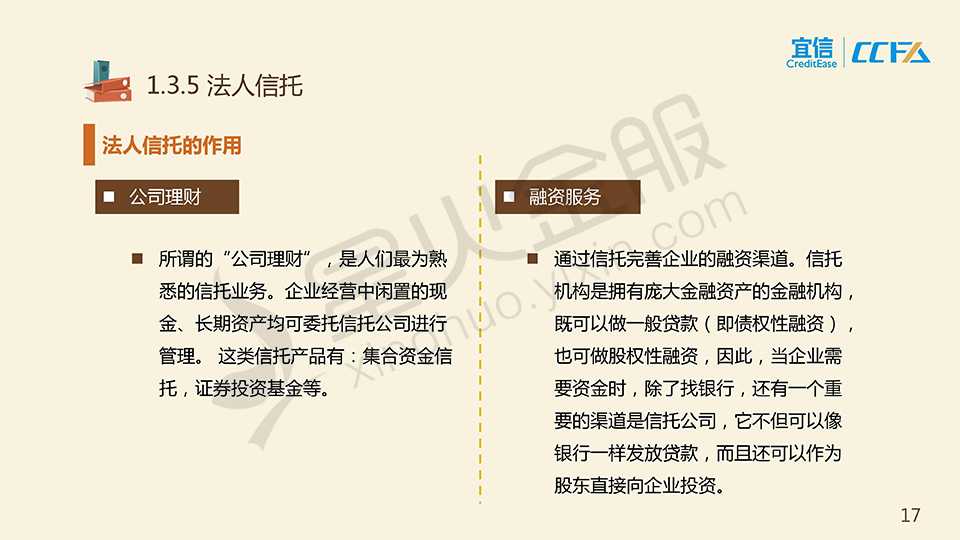 宜信
CreditEase
CCFA
1.3.5 法人信托
法人信托的作用
公司理财
所谓的“公司理财”，是人们最为熟
悉的信托业务。企业经营中闲置的现
金、长期资产均可委托信托公司进行
管理。 这类信托产品有：集合资金信
托，证券投资基金等。
融资服务
通过信托完善企业的融资渠道。信托
机构是拥有庞大金融资产的金融机构，
既可以做一般贷款（即债权性融资），
也可做股权性融资，因此，当企业需
要资金时，除了找银行，还有一个重
要的渠道是信托公司，它不但可以像
银行一样发放贷款，而且还可以作为
股东直接向企业投资。
星火金服
xinghuo.yixin.com
17